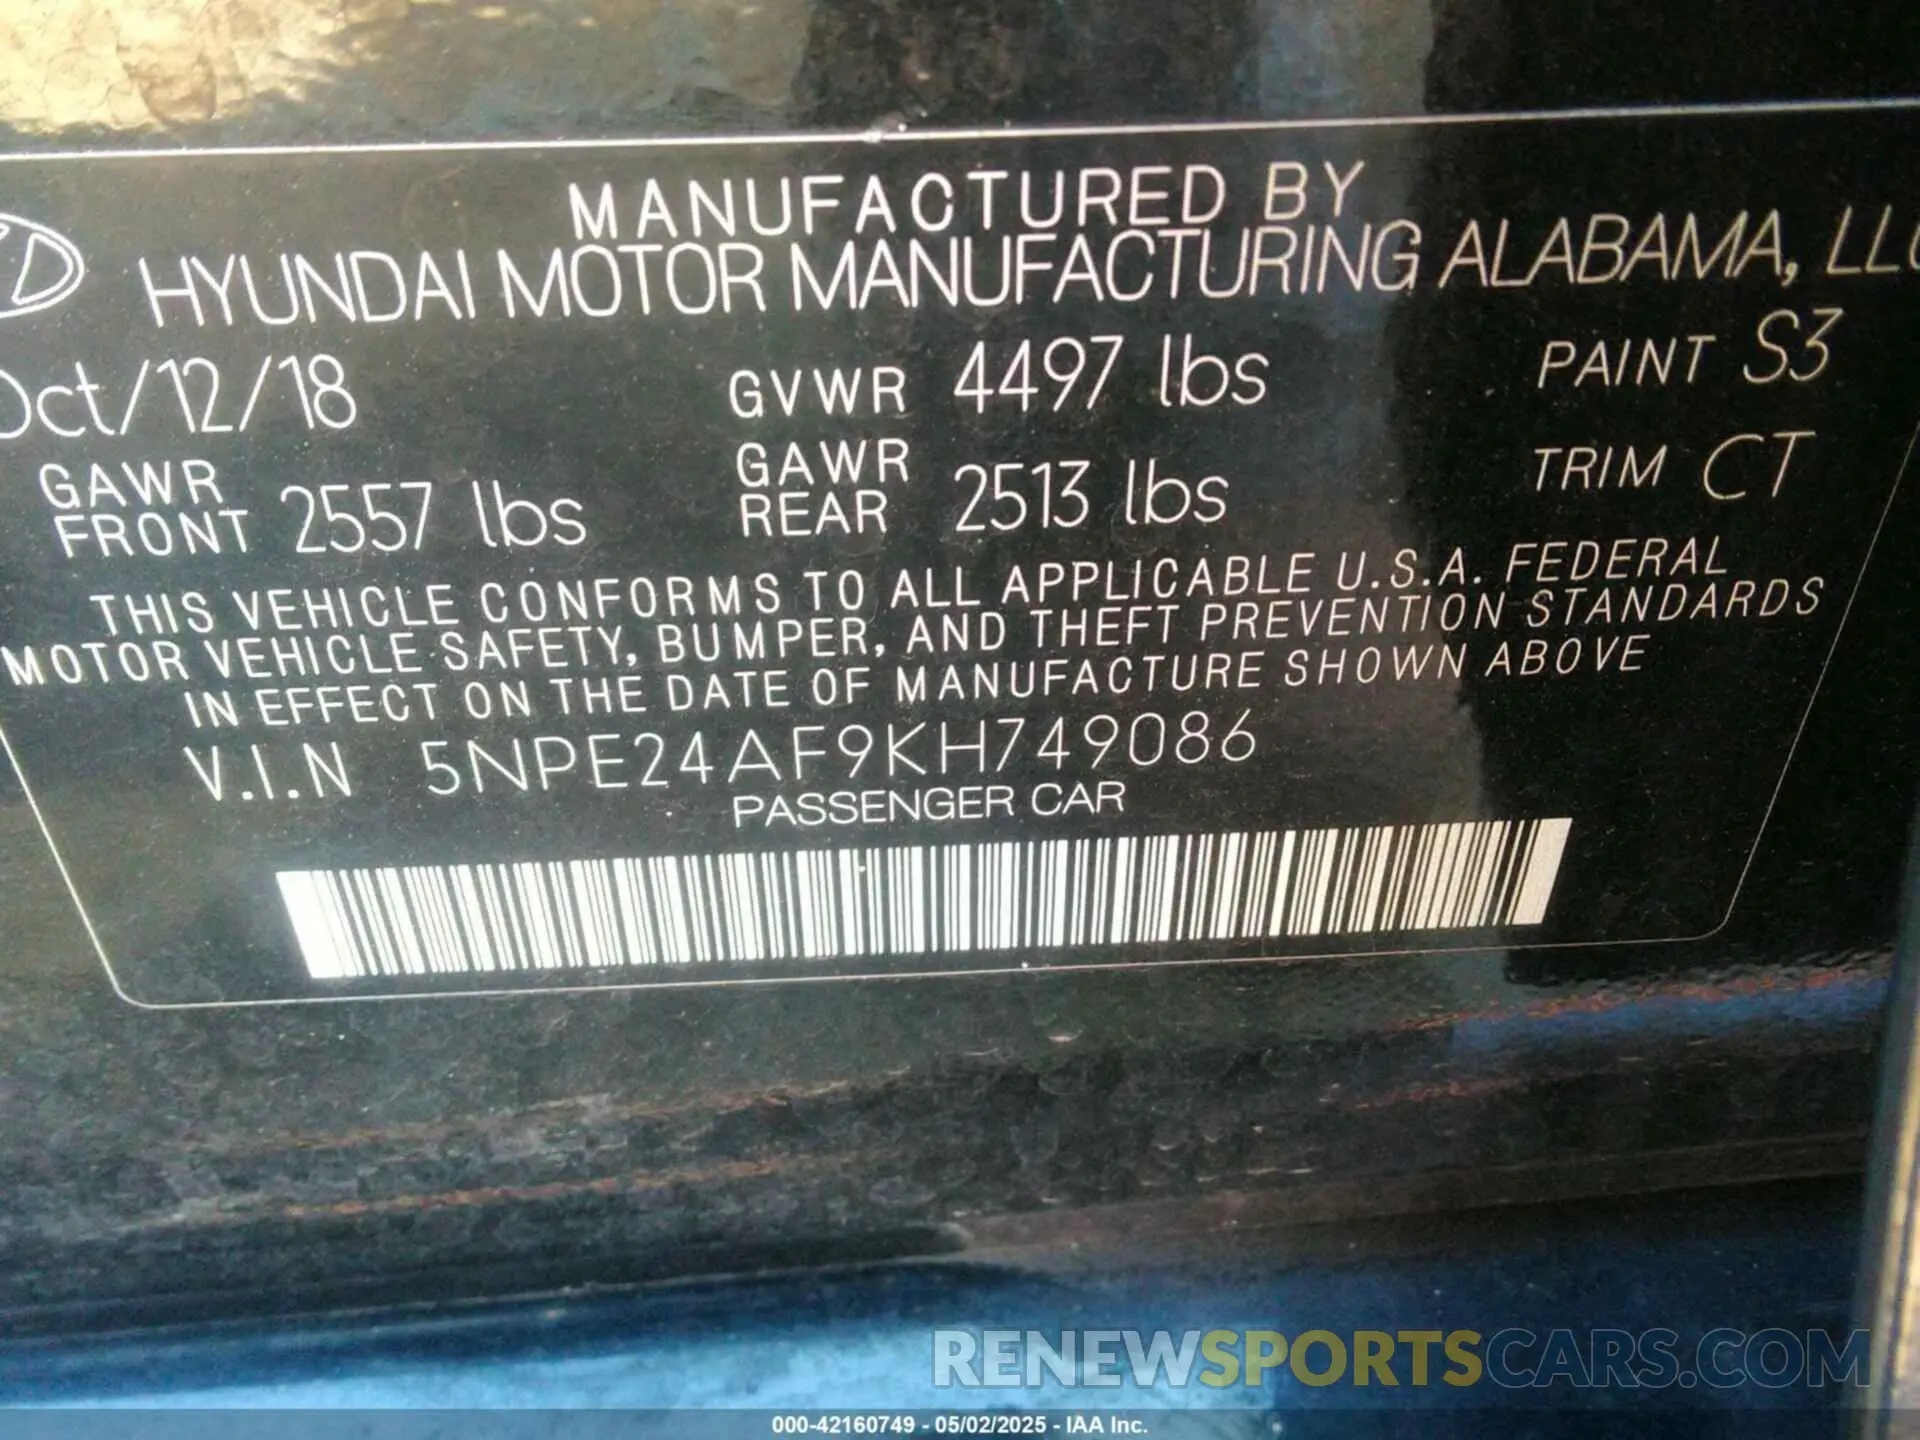 MANUFACTURED BY
HYUNDAI MOTOR MANUFACTURING ALABAMA, LLC
Oct/12/18 GVWR 4497 lbs PAINT S3
GAWR FRONT 2557 lbs GAWR REAR 2513 lbs TRIM CT
THIS VEHICLE CONFORMS TO ALL APPLICABLE U.S.A. FEDERAL
MOTOR VEHICLE SAFETY, BUMPER, AND THEFT PREVENTION STANDARDS
IN EFFECT ON THE DATE OF MANUFACTURE SHOWN ABOVE
V.I.N 5NPE24AF9KH749086
PASSENGER CAR
RENEWSPORTSCARS.COM
000-42160749 - 05/02/2025 - IAA Inc.